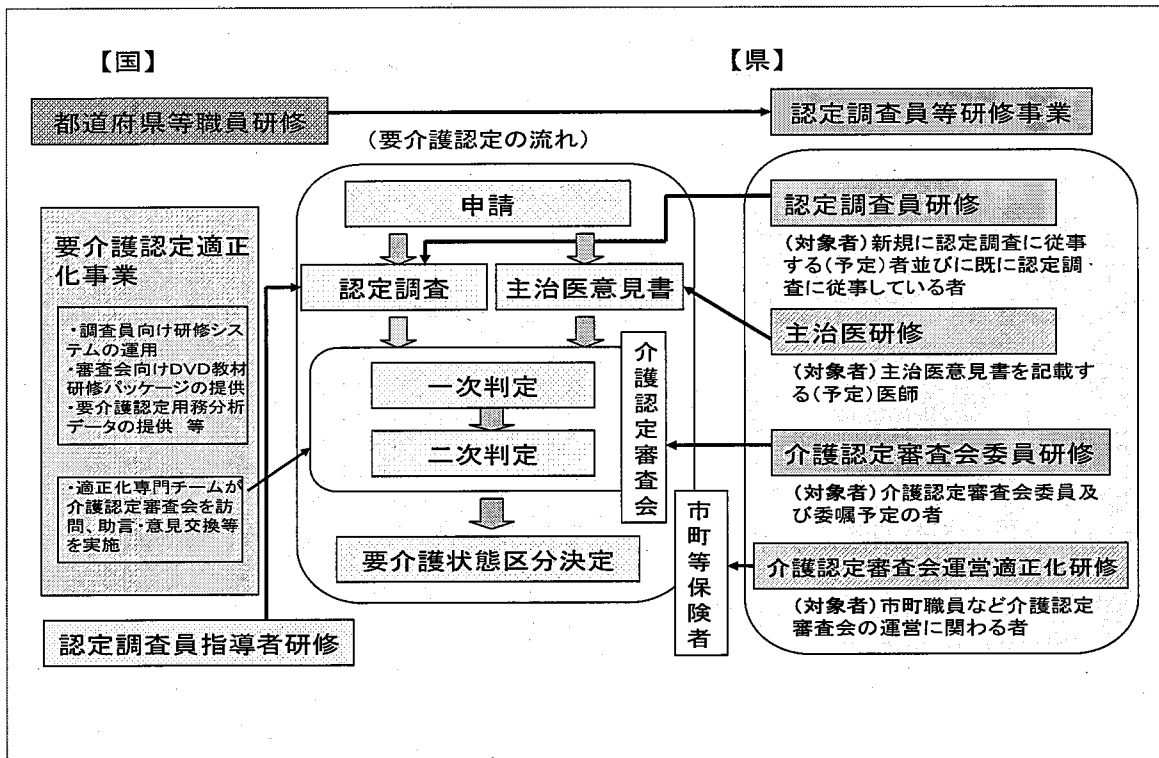 【国】
【県】
都道府県等職員研修
認定調査員等研修事業
(要介護認定の流れ)
申請
認定調査
主治医意見書
一次判定
二次判定
介護認定審査会
要介護状態区分決定
市町等保険者
要介護認定適正
化事業
・調査員向け研修シス
テムの運用
・審査会向けDVD教材
研修パッケージの提供
・要介護認定用務分析
データの提供 等
・適正化専門チームが
介護認定審査会を訪
問、助言・意見交換等
を実施
認定調査員指導者研修
認定調査員研修
(対象者)新規に認定調査に従事
する(予定)者並びに既に認定調
査に従事している者
主治医研修
(対象者)主治医意見書を記載す
る(予定)医師
介護認定審査会委員研修
(対象者)介護認定審査会委員及
び委嘱予定の者
介護認定審査会運営適正化研修
(対象者)市町職員など介護認定
審査会の運営に関わる者